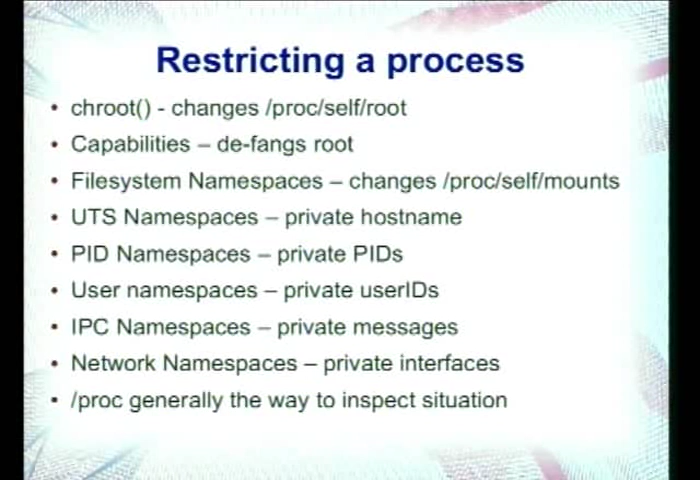 Restricting a process
• chroot() - changes /proc/self/root
• Capabilities – de-fangs root
• Filesystem Namespaces – changes /proc/self/mounts
• UTS Namespaces – private hostname
• PID Namespaces – private PIDs
• User namespaces – private userIDs
• IPC Namespaces – private messages
• Network Namespaces – private interfaces
• /proc generally the way to inspect situation